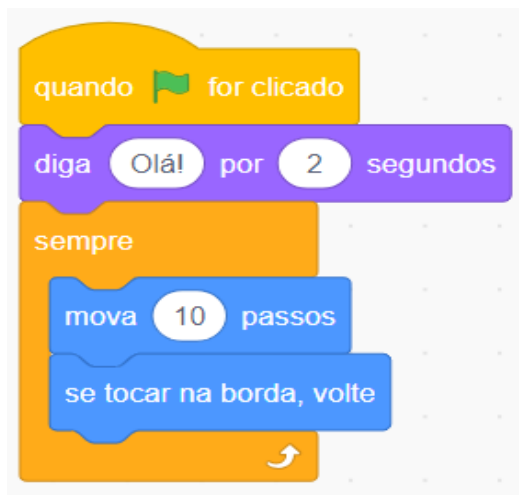 quando for clicado
diga Olá! por 2 segundos
sempre
mova 10 passos
se tocar na borda, volte